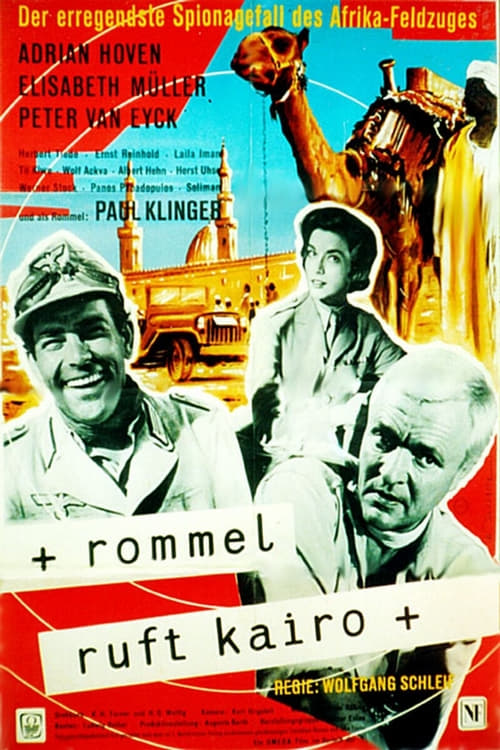 Der erregendste Spionagefall des Afrika-Feldzuges
ADRIAN HOVEN
ELISABETH MÜLLER
PETER VAN EYCK
Herbert Tiede · Ernst Reinhold · Laila Iman
Wolf Ackva · Albert Hehn · Horst Uhse
Werner Stock · Panos Papadopulos · Soliman
und als Rommel: PAUL KLINGER
+ rommel
ruft kairo +
REGIE: WOLFGANG SCHLEIF
NF